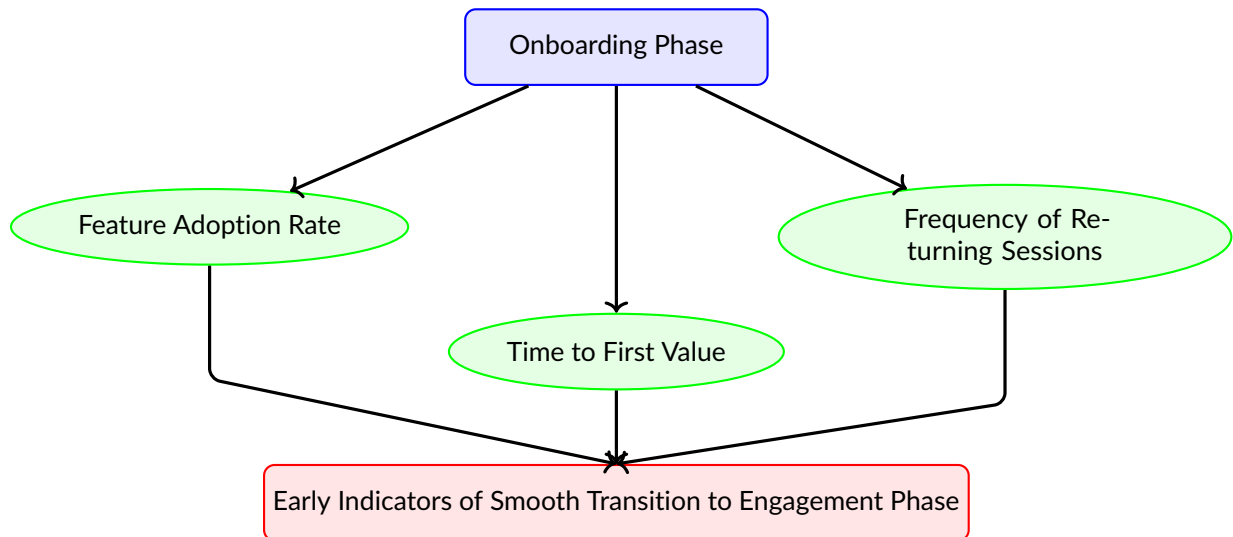 Onboarding Phase
Feature Adoption Rate
Frequency of Re-
turning Sessions
Time to First Value
Early Indicators of Smooth Transition to Engagement Phase